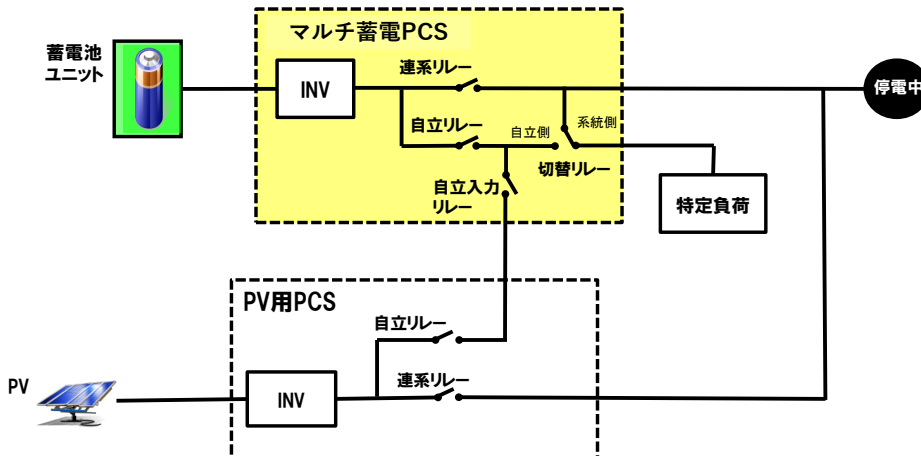 マルチ蓄電PCS
蓄電池
ユニット
INV
連系リレー
停電中
自立リレー
自立側
系統側
切替リレー
自立入力
リレー
特定負荷
PV用PCS
自立リレー
PV
INV
連系リレー